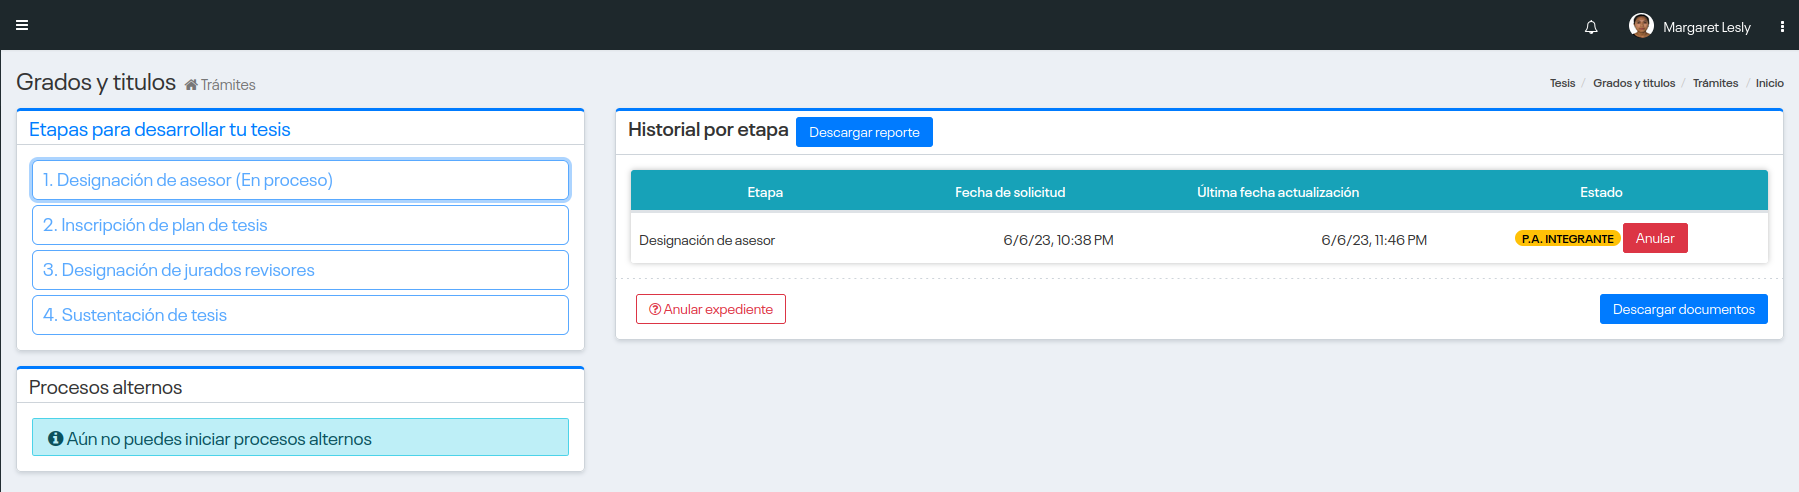 Margaret Lesly
Grados y titulos Trámites
Tesis / Grados y titulos / Trámites / Inicio
Etapas para desarrollar tu tesis
1. Designación de asesor (En proceso)
2. Inscripción de plan de tesis
3. Designación de jurados revisores
4. Sustentación de tesis
Procesos alternos
Aún no puedes iniciar procesos alternos
Historial por etapa Descargar reporte
Etapa Fecha de solicitud Última fecha actualización Estado
Designación de asesor 6/6/23, 10:38 PM 6/6/23, 11:46 PM P.A. INTEGRANTE Anular
Anular expediente Descargar documentos